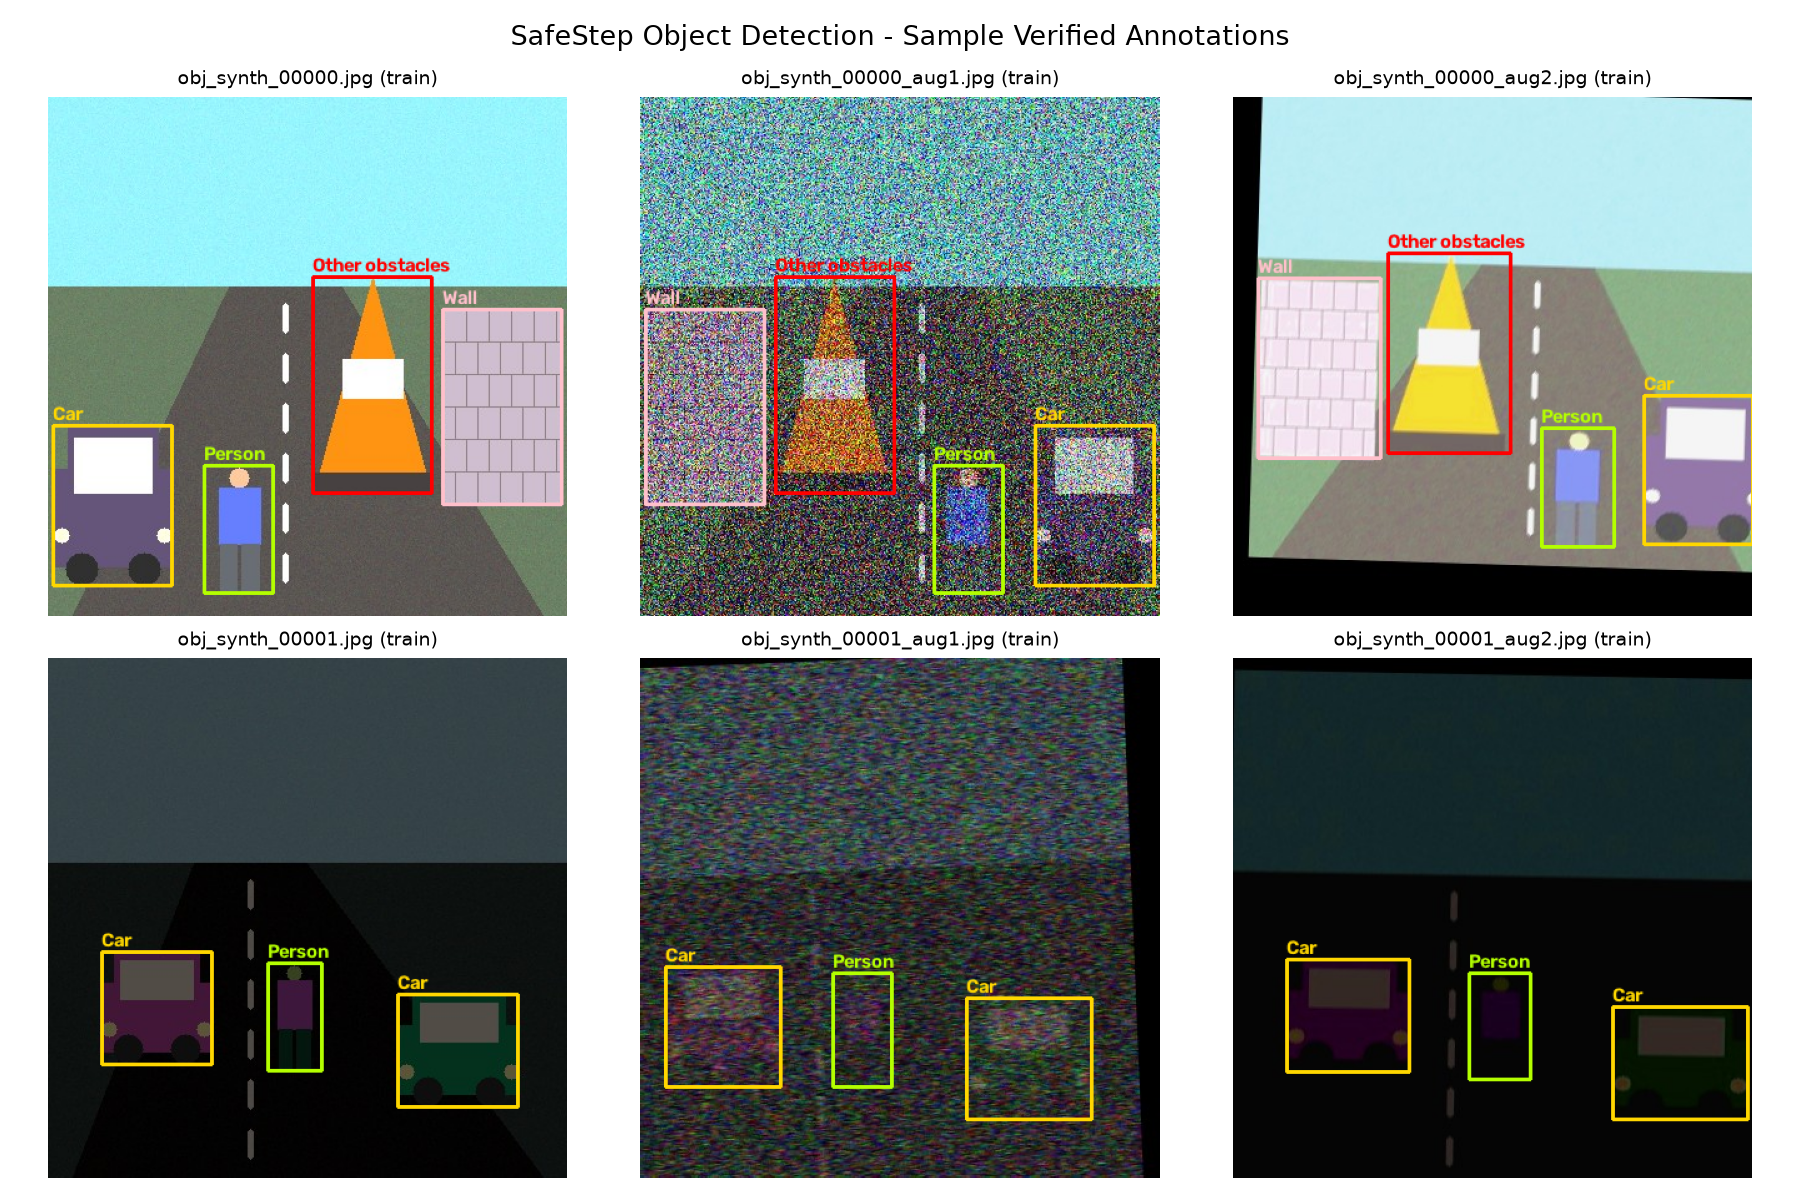 SafeStep Object Detection - Sample Verified Annotations
obj_synth_00000.jpg (train)
obj_synth_00000_aug1.jpg (train)
obj_synth_00000_aug2.jpg (train)
Other obstacles
Wall
Car
Person
Other obstacles
Wall
Car
Person
Other obstacles
Wall
Car
Person
obj_synth_00001.jpg (train)
obj_synth_00001_aug1.jpg (train)
obj_synth_00001_aug2.jpg (train)
Car
Person
Car
Car
Person
Car
Car
Person
Car